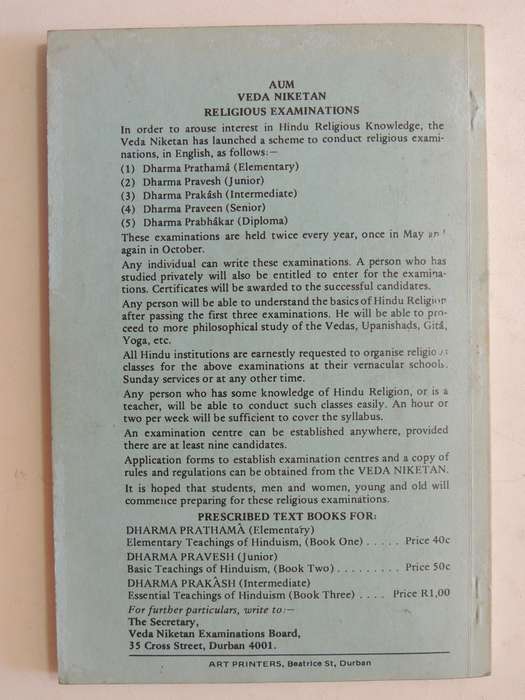 AUM
VEDA NIKETAN
RELIGIOUS EXAMINATIONS
In order to arouse interest in Hindu Religious Knowledge, the
Veda Niketan has launched a scheme to conduct religious exami-
nations, in English, as follows:—
(1) Dharma Prathamâ (Elementary)
(2) Dharma Pravesh (Junior)
(3) Dharma Prakâsh (Intermediate)
(4) Dharma Praveen (Senior)
(5) Dharma Prabhâkar (Diploma)
These examinations are held twice every year, once in May and
again in October.
Any individual can write these examinations. A person who has
studied privately will also be entitled to enter for the examina-
tions. Certificates will be awarded to the successful candidates.
Any person will be able to understand the basics of Hindu Religion
after passing the first three examinations. He will be able to pro-
ceed to more philosophical study of the Vedas, Upanishads, Gitâ,
Yoga, etc.
All Hindu institutions are earnestly requested to organise religious
classes for the above examinations at their vernacular schools,
Sunday services or at any other time.
Any person who has some knowledge of Hindu Religion, or is a
teacher, will be able to conduct such classes easily. An hour or
two per week will be sufficient to cover the syllabus.
An examination centre can be established anywhere, provided
there are at least nine candidates.
Application forms to establish examination centres and a copy of
rules and regulations can be obtained from the VEDA NIKETAN.
It is hoped that students, men and women, young and old will
commence preparing for these religious examinations.
PRESCRIBED TEXT BOOKS FOR:
DHARMA PRATHAMÂ (Elementary)
Elementary Teachings of Hinduism, (Book One) . . . . . Price 40c
DHARMA PRAVESH (Junior)
Basic Teachings of Hinduism, (Book Two) . . . . . . . . . Price 50c
DHARMA PRAKÂSH (Intermediate)
Essential Teachings of Hinduism (Book Three) . . . . Price R1,00
For further particulars, write to:—
The Secretary,
Veda Niketan Examinations Board,
35 Cross Street, Durban 4001.
ART PRINTERS, Beatrice St, Durban